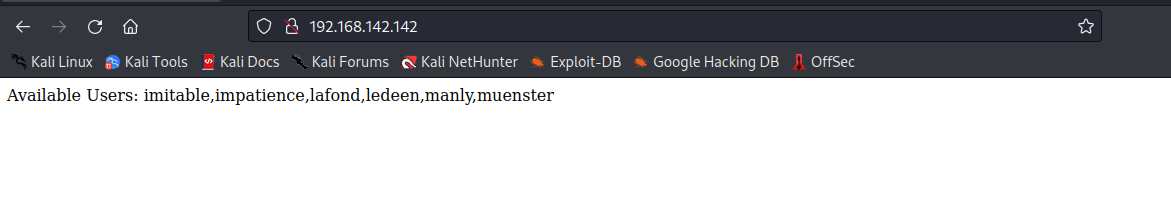 192.168.142.142
Kali Linux Kali Tools Kali Docs Kali Forums Kali NetHunter Exploit-DB Google Hacking DB OffSec
Available Users: imitable,impatience,lafond,ledeen,manly,muenster